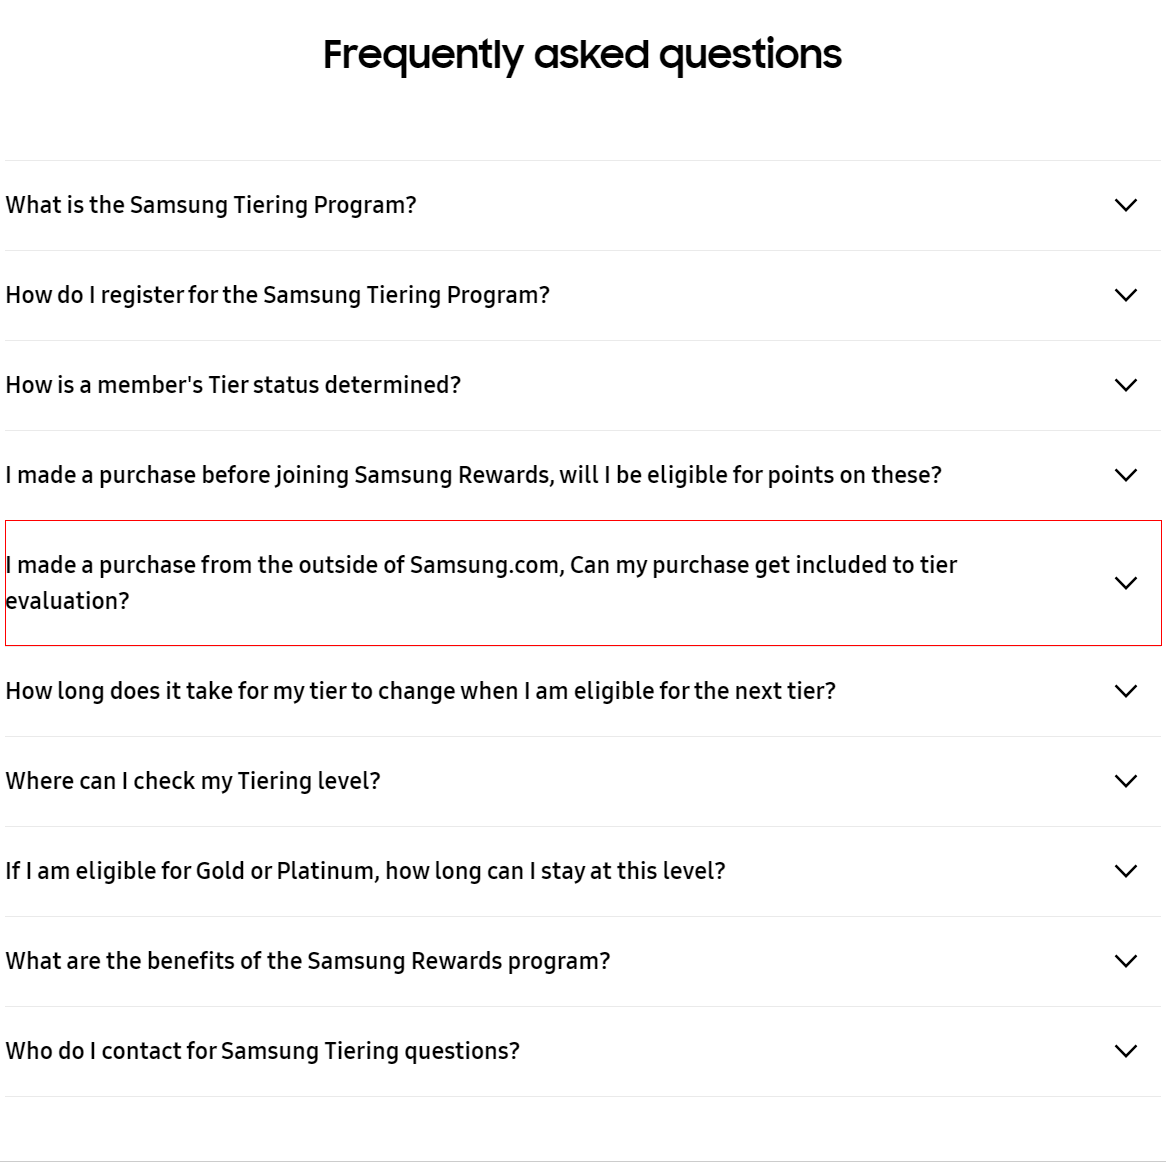 Frequently asked questions
What is the Samsung Tiering Program?
How do I register for the Samsung Tiering Program?
How is a member's Tier status determined?
I made a purchase before joining Samsung Rewards, will I be eligible for points on these?
I made a purchase from the outside of Samsung.com, Can my purchase get included to tier
evaluation?
How long does it take for my tier to change when I am eligible for the next tier?
Where can I check my Tiering level?
If I am eligible for Gold or Platinum, how long can I stay at this level?
What are the benefits of the Samsung Rewards program?
Who do I contact for Samsung Tiering questions?